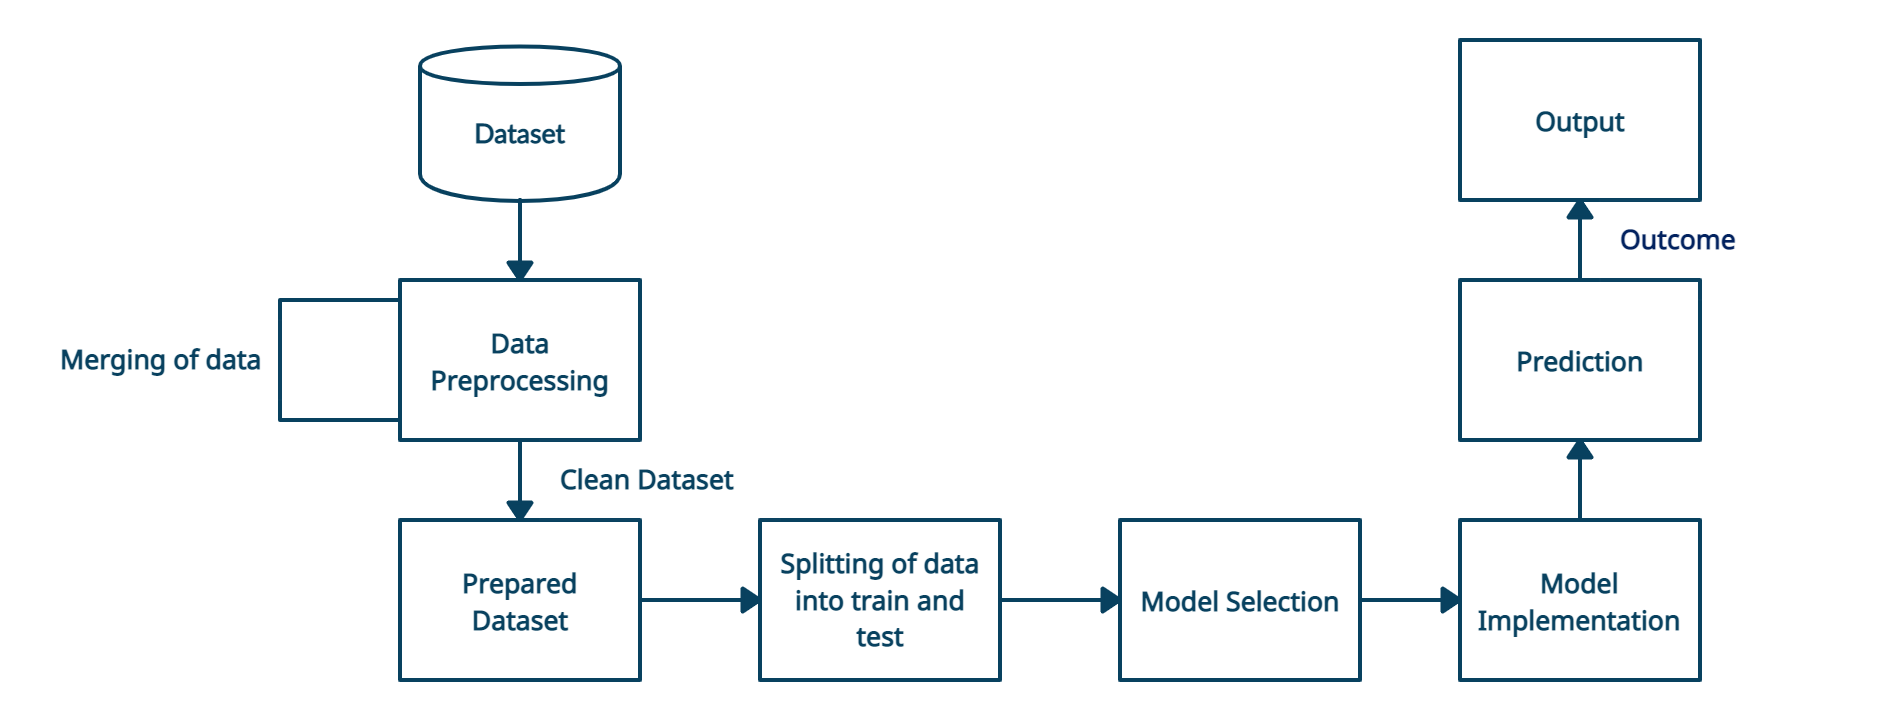 Dataset
Merging of data
Data
Preprocessing
Clean Dataset
Prepared
Dataset
Splitting of data
into train and
test
Model Selection
Model
Implementation
Prediction
Outcome
Output